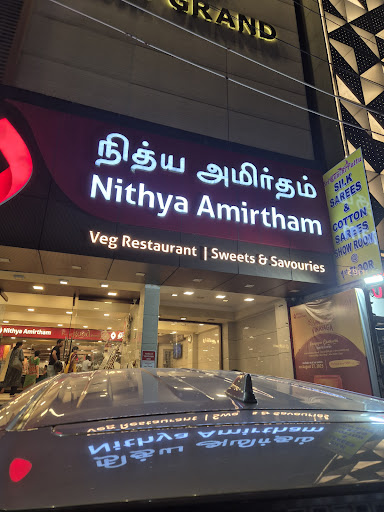 GRAND
நித்ய அமிர்தம்
Nithya Amirtham
Veg Restaurant | Sweets & Savouries
SILK
SAREES
&
COTTON
SAREES
SHOW ROOM
@
Nithya Amirtham